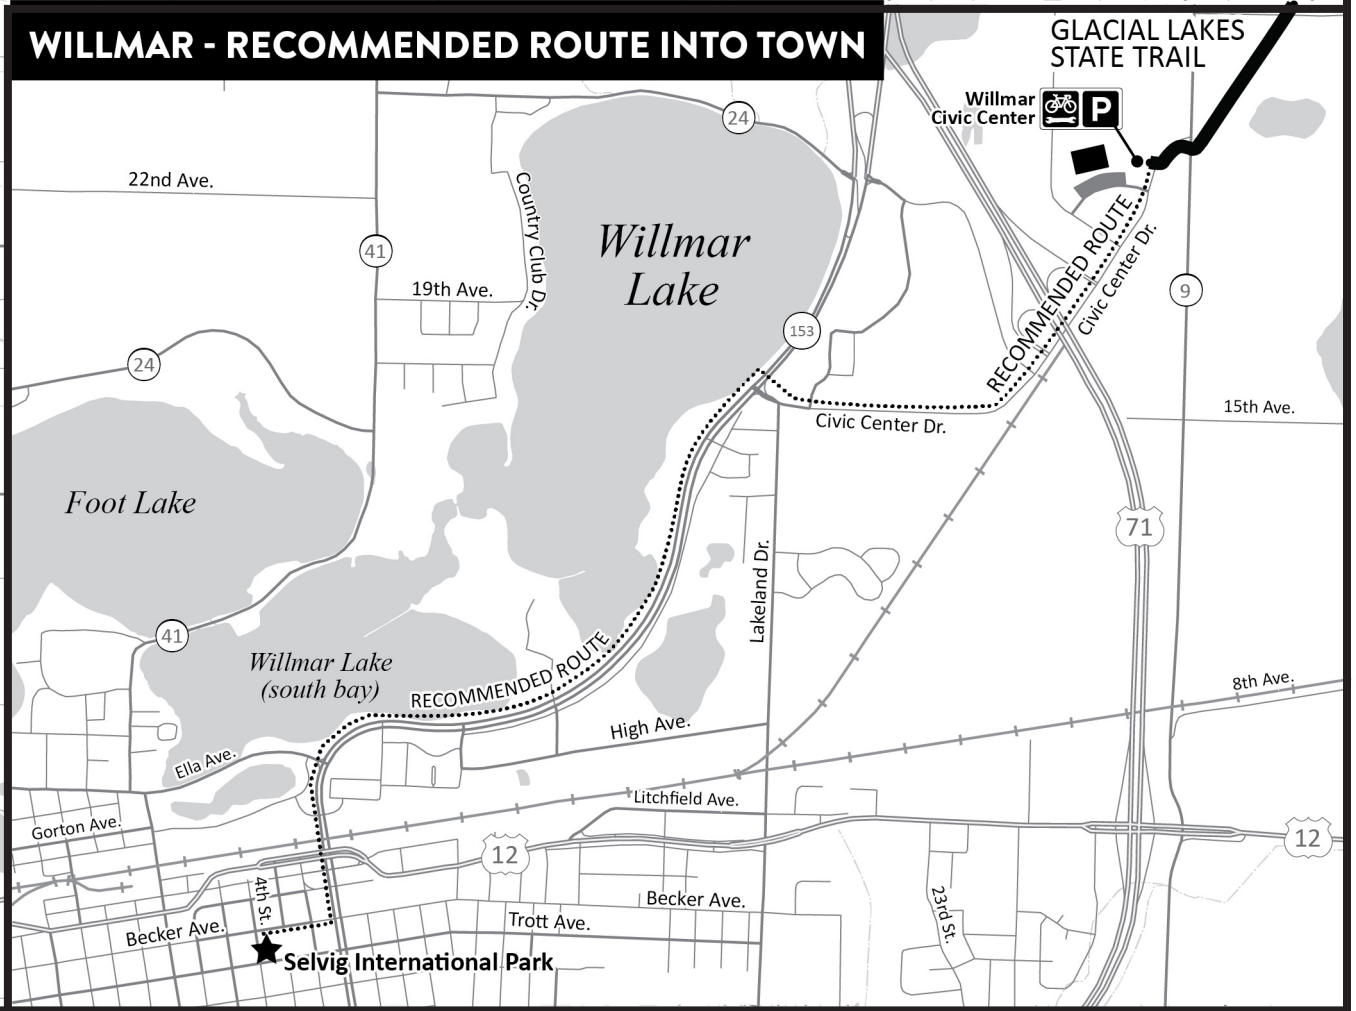 WILLMAR - RECOMMENDED ROUTE INTO TOWN
GLACIAL LAKES
STATE TRAIL
Willmar
Civic Center
P
24
22nd Ave.
Country Club Dr.
Willmar
Lake
41
19th Ave.
RECOMMENDED ROUTE
Civic Center Dr.
9
153
24
15th Ave.
Civic Center Dr.
Foot Lake
71
Lakeland Dr.
41
Willmar Lake
(south bay)
RECOMMENDED ROUTE
8th Ave.
High Ave.
Ella Ave.
Litchfield Ave.
Gorton Ave.
12
12
4th St.
Becker Ave.
23rd St.
Trott Ave.
Becker Ave.
Selvig International Park